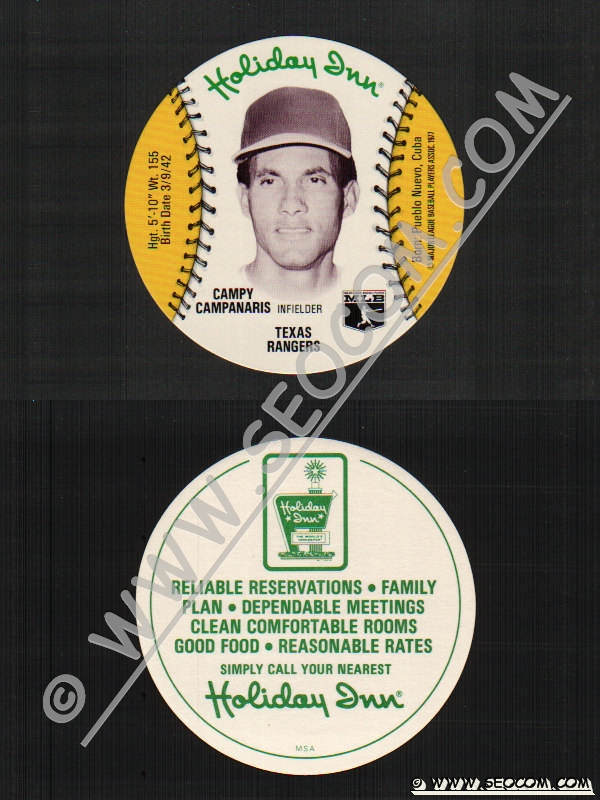 Holiday Inn®
Hgt. 5'-10" Wt. 155
Birth Date 3/9/42
Born Pueblo Nuevo, Cuba
© MAJOR LEAGUE BASEBALL PLAYERS ASSOC. 1977
CAMPY
CAMPANARIS INFIELDER
MLB
TEXAS
RANGERS
Holiday
Inn®
RELIABLE RESERVATIONS • FAMILY
PLAN • DEPENDABLE MEETINGS
CLEAN COMFORTABLE ROOMS
GOOD FOOD • REASONABLE RATES
SIMPLY CALL YOUR NEAREST
Holiday Inn®
MSA
© WWW.SEOCOM.COM
© WWW.SEOCOM.COM